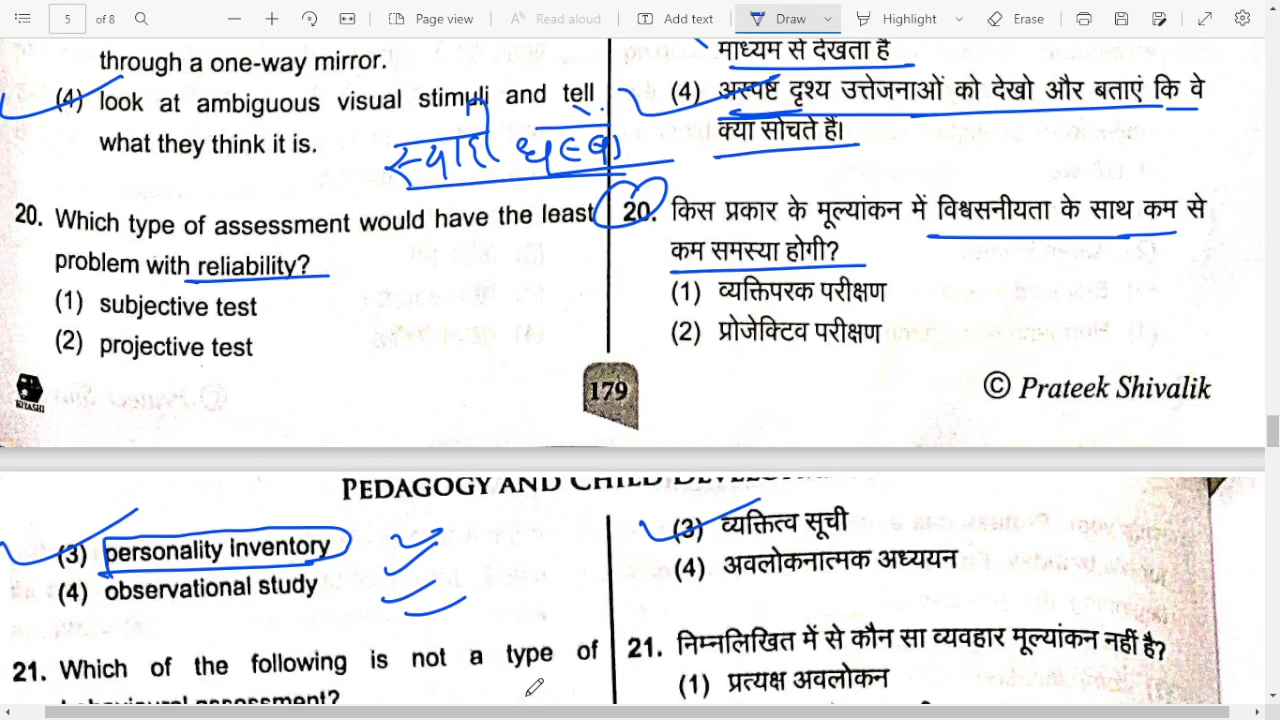 5 of 8
Page view
Read aloud
Add text
Draw
Highlight
Erase
through a one-way mirror.
(4) look at ambiguous visual stimuli and tell
what they think it is.
20. Which type of assessment would have the least
problem with reliability?
(1) subjective test
(2) projective test
KIYASHI
माध्यम से देखता है
(4) अस्पष्ट दृश्य उत्तेजनाओं को देखो और बताएं कि वे
क्या सोचते हैं।
स्याही धब्बा
20. किस प्रकार के मूल्यांकन में विश्वसनीयता के साथ कम से
कम समस्या होगी?
(1) व्यक्तिपरक परीक्षण
(2) प्रोजेक्टिव परीक्षण
179
© Prateek Shivalik
PEDAGOGY AND CHILD
(3) personality inventory
(4) observational study
21. Which of the following is not a type of
behavioural assessment?
(3) व्यक्तित्व सूची
(4) अवलोकनात्मक अध्ययन
21. निम्नलिखित में से कौन सा व्यवहार मूल्यांकन नहीं है?
(1) प्रत्यक्ष अवलोकन